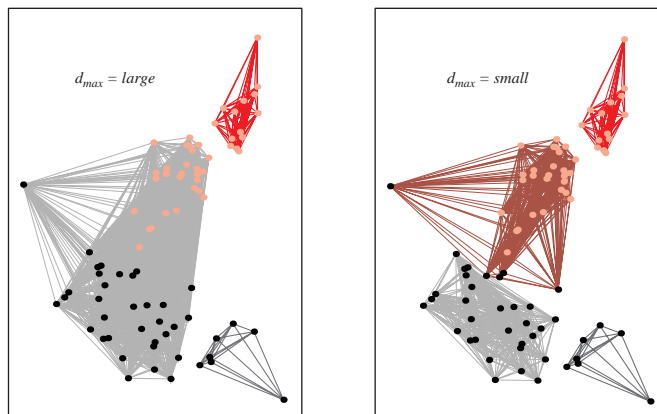 d_max = large
d_max = small